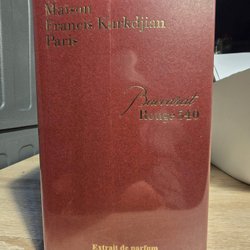 Maison
Francis Kurkdjian
Paris
Baccarat
Rouge 540
Extrait de parfum